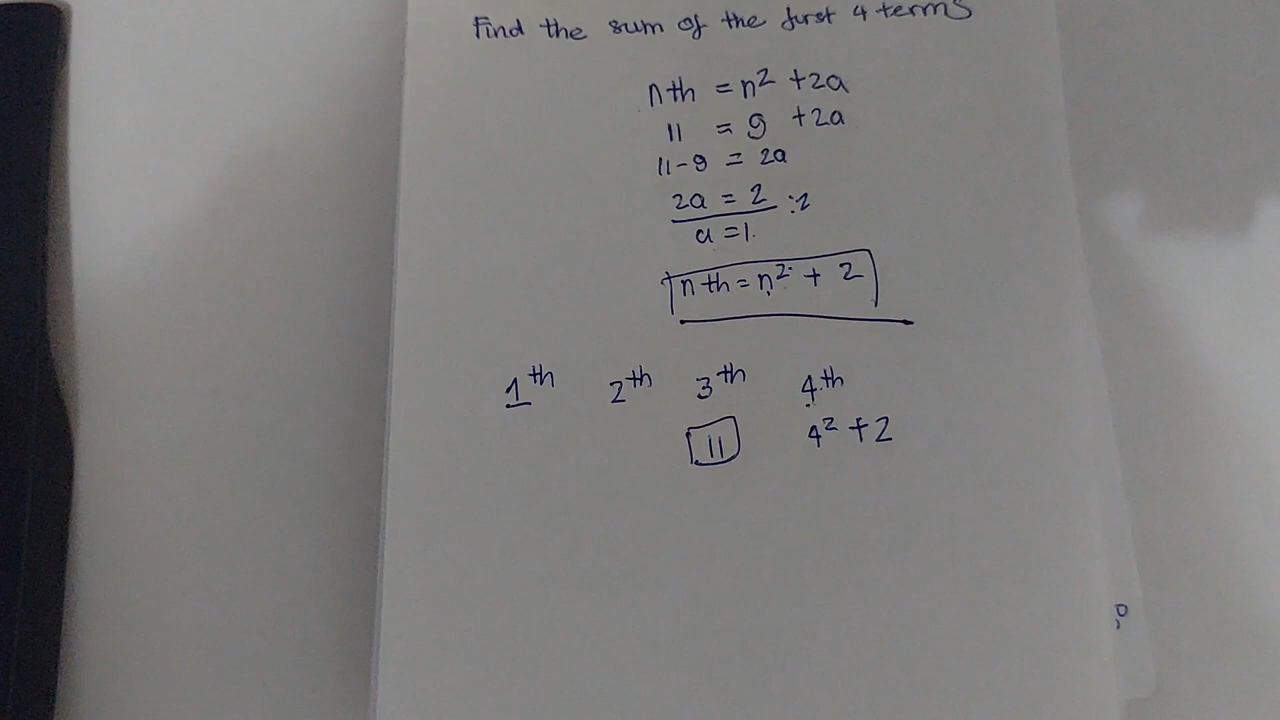 Find the sum of the first 4 terms
nth = n² + 2a
11 = 9 + 2a
11-9 = 2a
2a = 2 :2
a = 1.
nth = n² + 2
1th 2th 3th 4th
11 4² + 2